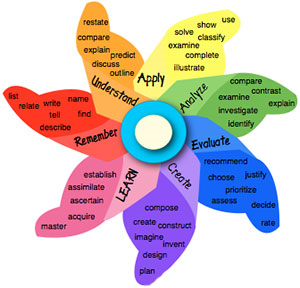 restate
compare
explain
predict
discuss
outline
Understand
use
show
solve
classify
examine
complete
illustrate
Apply
compare
contrast
examine
explain
investigate
identify
Analyze
recommend
justify
choose
prioritize
assess
decide
rate
Evaluate
compose
create
construct
imagine
invent
design
plan
Create
establish
assimilate
ascertain
acquire
master
LEARN
list
relate
write
name
tell
find
describe
Remember